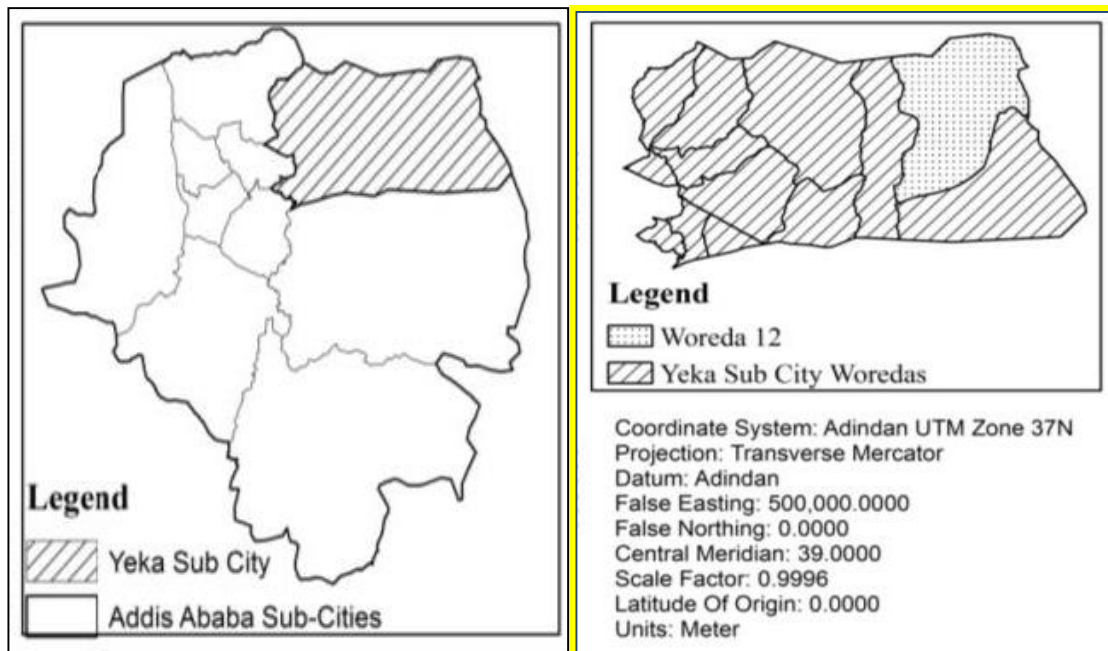 Legend
Yeka Sub City
Addis Ababa Sub-Cities
Legend
Woreda 12
Yeka Sub City Woredas
Coordinate System: Adindan UTM Zone 37N
Projection: Transverse Mercator
Datum: Adindan
False Easting: 500,000.0000
False Northing: 0.0000
Central Meridian: 39.0000
Scale Factor: 0.9996
Latitude Of Origin: 0.0000
Units: Meter